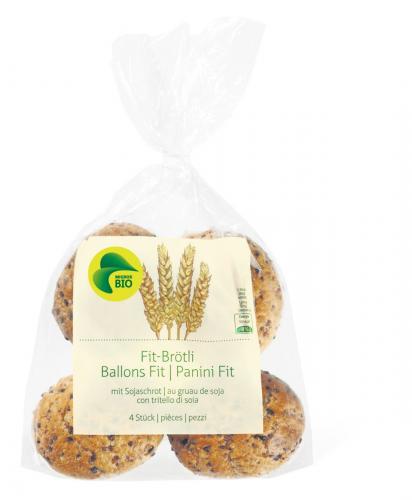 MIGROS
BIO
Fit-Brötli
Ballons Fit | Panini Fit
mit Sojaschrot | au gruau de soja
con tritello di soia
4 Stück | pièces | pezzi